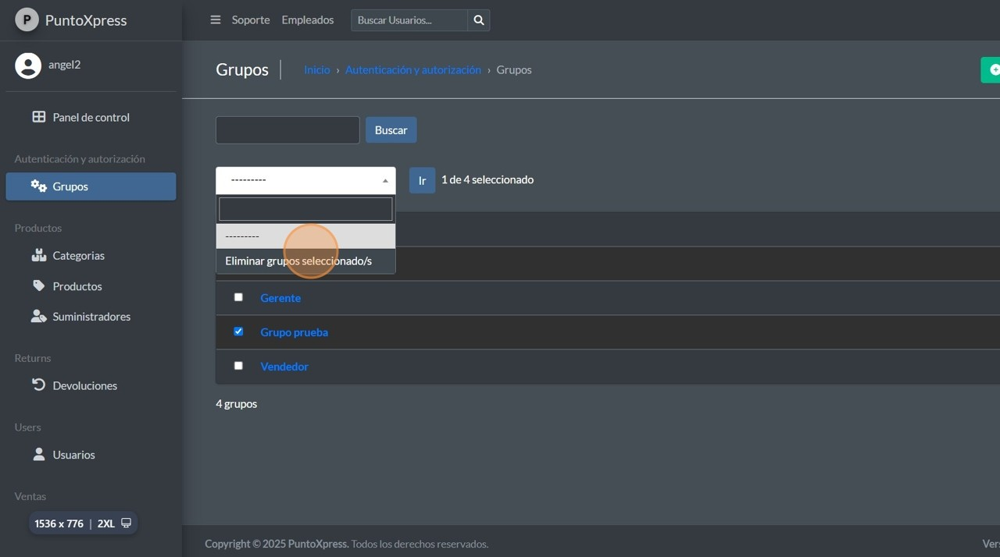 P PuntoXpress
Soporte Empleados Buscar Usuarios...
angel2
Grupos
Inicio › Autenticación y autorización › Grupos
Panel de control
Autenticación y autorización
Grupos
Productos
Categorias
Productos
Suministradores
Returns
Devoluciones
Users
Usuarios
Ventas
1536 x 776 | 2XL
Buscar
---------
Ir
1 de 4 seleccionado
---------
Eliminar grupos seleccionado/s
Gerente
Grupo prueba
Vendedor
4 grupos
Copyright © 2025 PuntoXpress. Todos los derechos reservados.
Vers